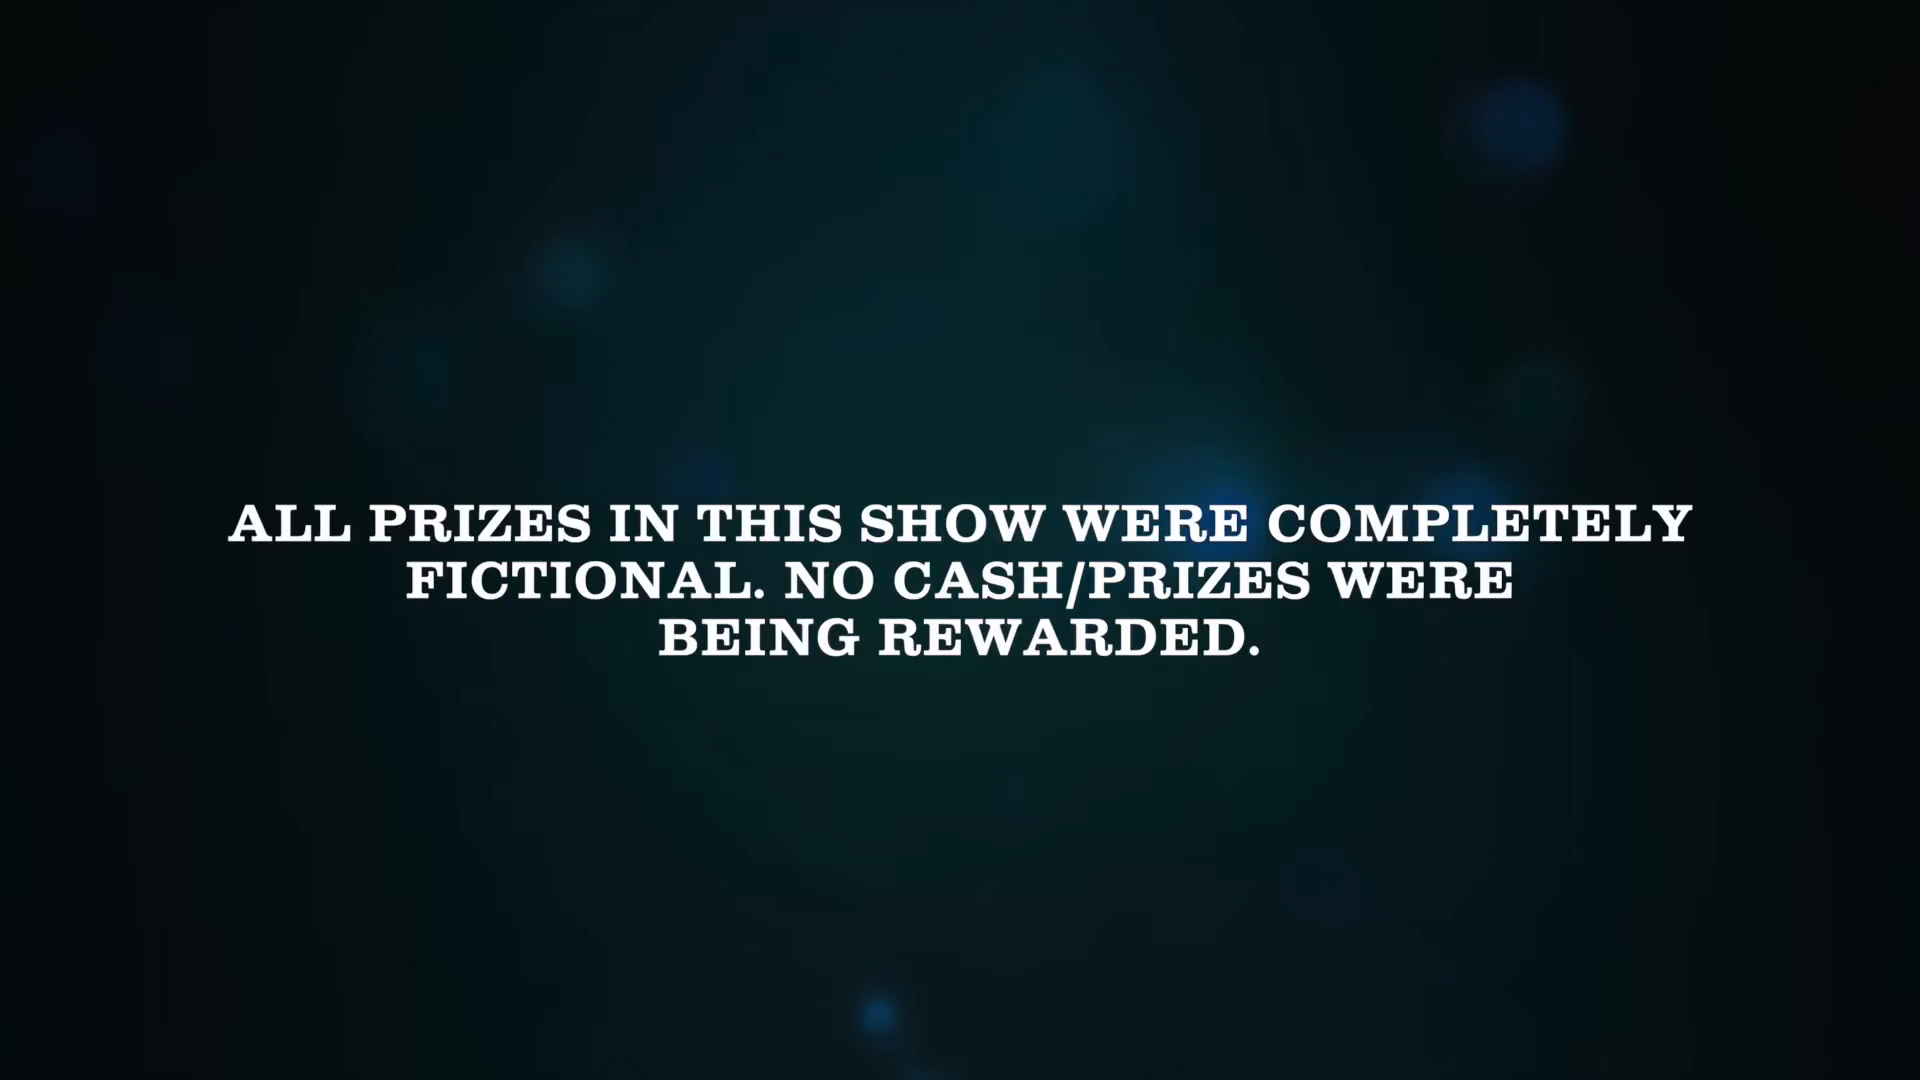 ALL PRIZES IN THIS SHOW WERE COMPLETELY
FICTIONAL. NO CASH/PRIZES WERE
BEING REWARDED.